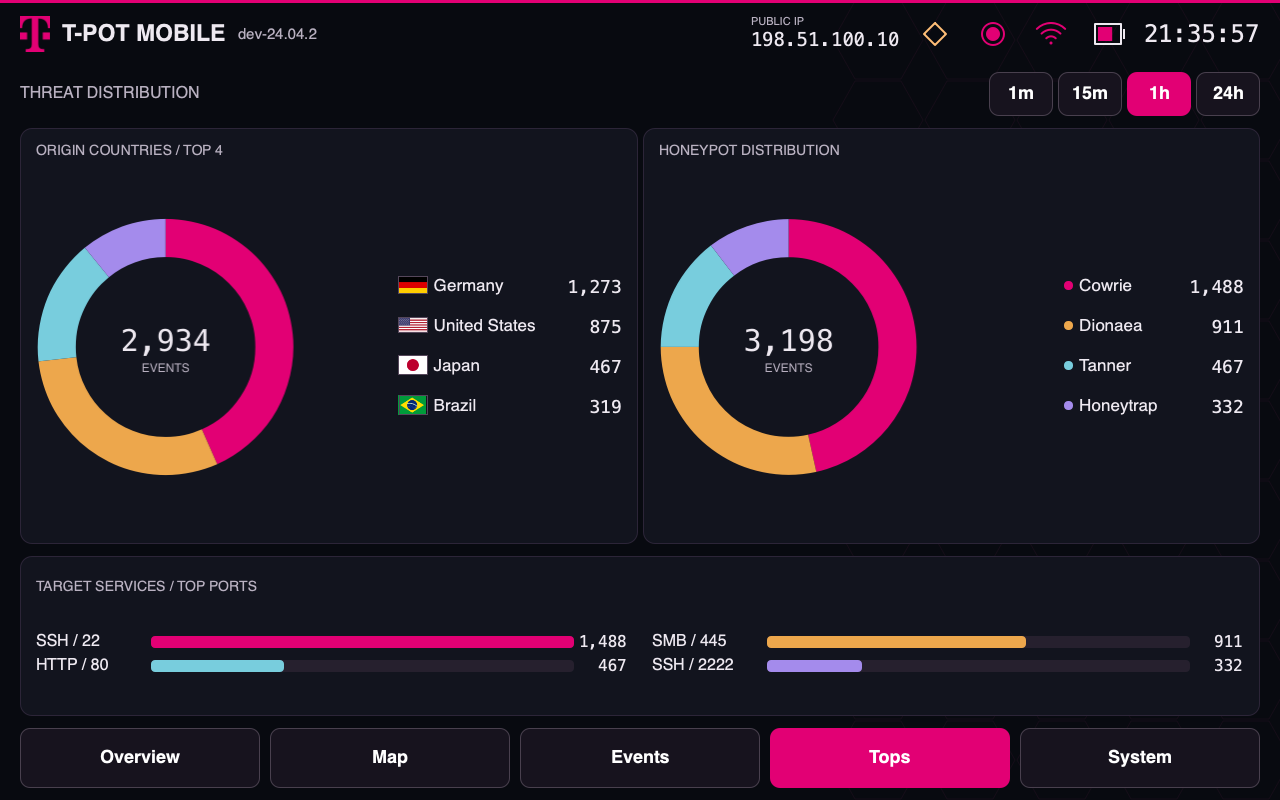 T-POT MOBILE dev-24.04.2
PUBLIC IP
198.51.100.10
21:35:57
THREAT DISTRIBUTION
1m 15m 1h 24h
ORIGIN COUNTRIES / TOP 4
2,934
EVENTS
Germany 1,273
United States 875
Japan 467
Brazil 319
HONEYPOT DISTRIBUTION
3,198
EVENTS
Cowrie 1,488
Dionaea 911
Tanner 467
Honeytrap 332
TARGET SERVICES / TOP PORTS
SSH / 22 1,488 SMB / 445 911
HTTP / 80 467 SSH / 2222 332
Overview Map Events Tops System